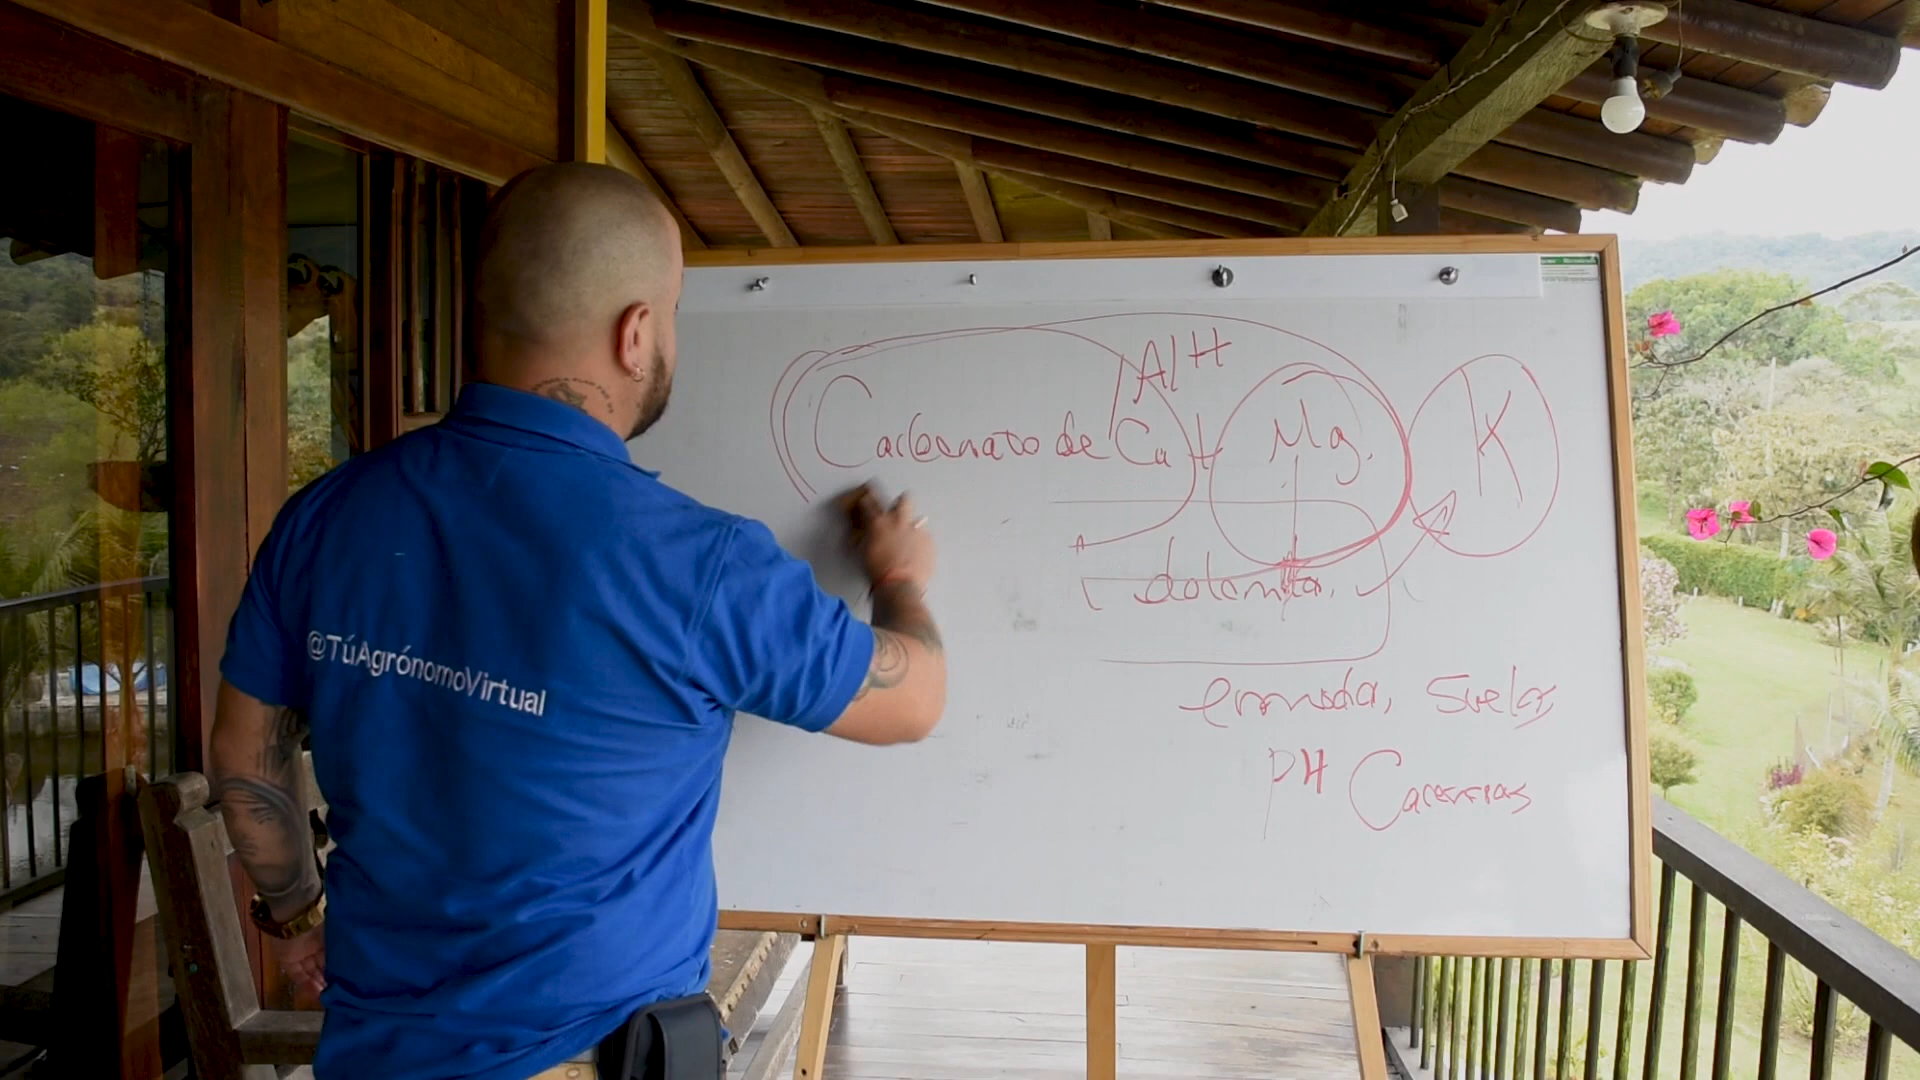 @TúAgrónomoVirtual
Al H
Carbonato de Ca + Mg. K
dolomita,
enmienda, Suelos
PH Carencias